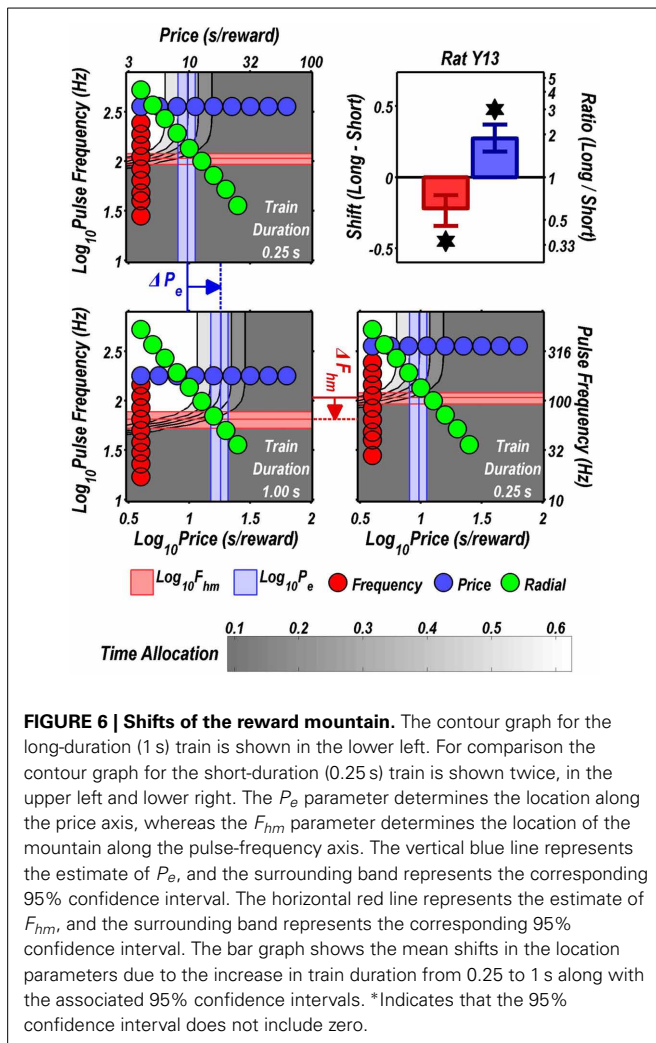 Price (s/reward)
3 10 32 100
Log10Pulse Frequency (Hz)
2.5
2
1.5
1
Train
Duration
0.25 s
Rat Y13
Shift (Long - Short)
0.5
0
-0.5
Ratio (Long / Short)
5
4
3
2
1
0.5
0.33
Δ Pe
Log10Pulse Frequency (Hz)
2.5
2
1.5
1
Train
Duration
1.00 s
0.5 1 1.5 2
Log10Price (s/reward)
Δ Fhm
Train
Duration
0.25 s
Pulse Frequency (Hz)
316
100
32
10
0.5 1 1.5 2
Log10Price (s/reward)
Log10Fhm Log10Pe Frequency Price Radial
0.1 0.2 0.3 0.4 0.5 0.6
Time Allocation
FIGURE 6 | Shifts of the reward mountain. The contour graph for the
long-duration (1 s) train is shown in the lower left. For comparison the
contour graph for the short-duration (0.25 s) train is shown twice, in the
upper left and lower right. The Pe parameter determines the location along
the price axis, whereas the Fhm parameter determines the location of the
mountain along the pulse-frequency axis. The vertical blue line represents
the estimate of Pe, and the surrounding band represents the corresponding
95% confidence interval. The horizontal red line represents the estimate of
Fhm, and the surrounding band represents the corresponding 95%
confidence interval. The bar graph shows the mean shifts in the location
parameters due to the increase in train duration from 0.25 to 1 s along with
the associated 95% confidence intervals. *Indicates that the 95%
confidence interval does not include zero.